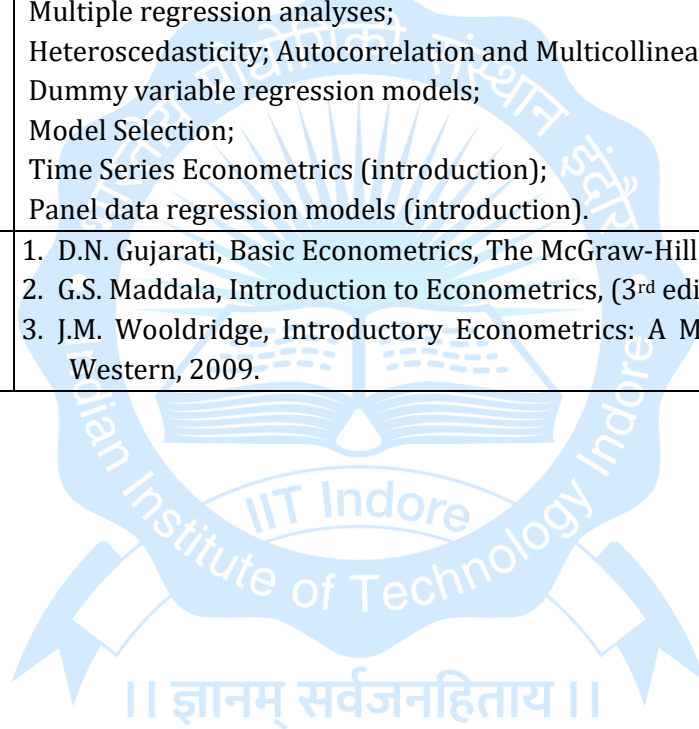 Multiple regression analyses;
Heteroscedasticity; Autocorrelation and Multicollinea
Dummy variable regression models;
Model Selection;
Time Series Econometrics (introduction);
Panel data regression models (introduction).
1. D.N. Gujarati, Basic Econometrics, The McGraw-Hill
2. G.S. Maddala, Introduction to Econometrics, (3rd edi
3. J.M. Wooldridge, Introductory Econometrics: A M
Western, 2009.
भारतीय प्रौद्योगिकी संस्थान इंदौर
Indian Institute of Technology Indore
IIT Indore
।। ज्ञानम् सर्वजनहिताय ।।